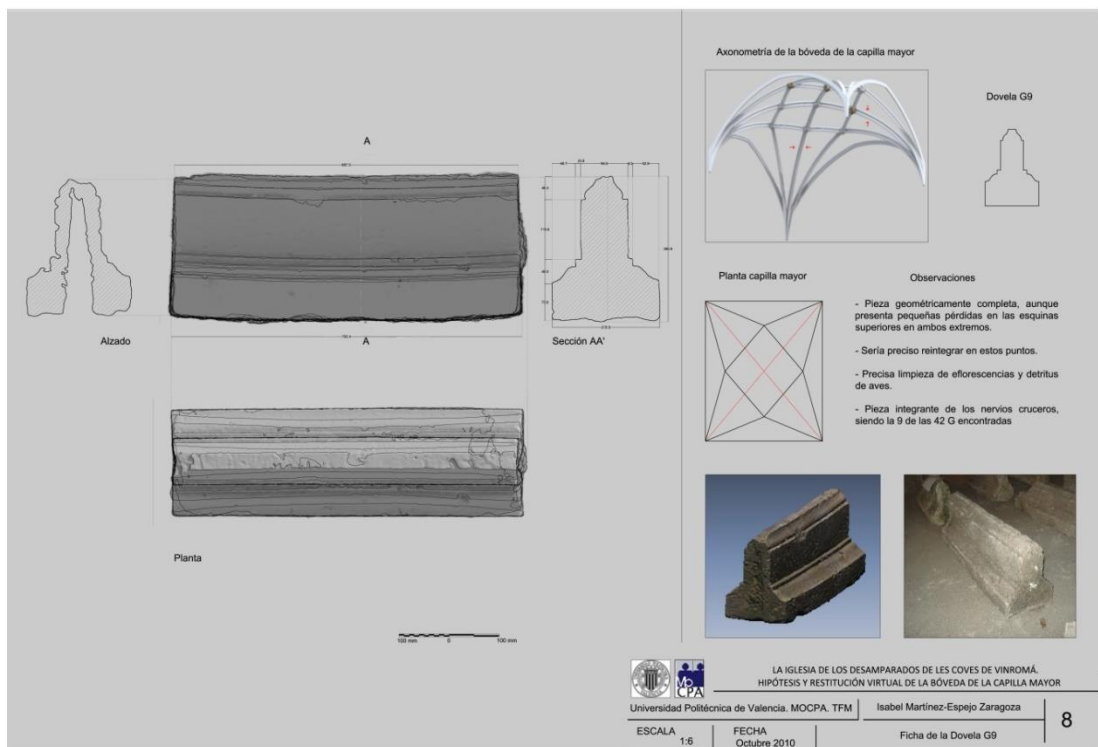 A
Alzado
A
Sección AA'
Planta
100 mm
0
100 mm
Axonometría de la bóveda de la capilla mayor
Dovela G9
Planta capilla mayor
Observaciones
- Pieza geométricamente completa, aunque
presenta pequeñas pérdidas en las esquinas
superiores en ambos extremos.
- Sería preciso reintegrar en estos puntos.
- Precisa limpieza de eflorescencias y detritus
de aves.
- Pieza integrante de los nervios cruceros,
siendo la 9 de las 42 G encontradas
CPA
LA IGLESIA DE LOS DESAMPARADOS DE LES COVES DE VINROMÁ.
HIPÓTESIS Y RESTITUCIÓN VIRTUAL DE LA BÓVEDA DE LA CAPILLA MAYOR
Universidad Politécnica de Valencia. MOCPA. TFM
Isabel Martínez-Espejo Zaragoza
8
ESCALA
1:6
FECHA
Octubre 2010
Ficha de la Dovela G9